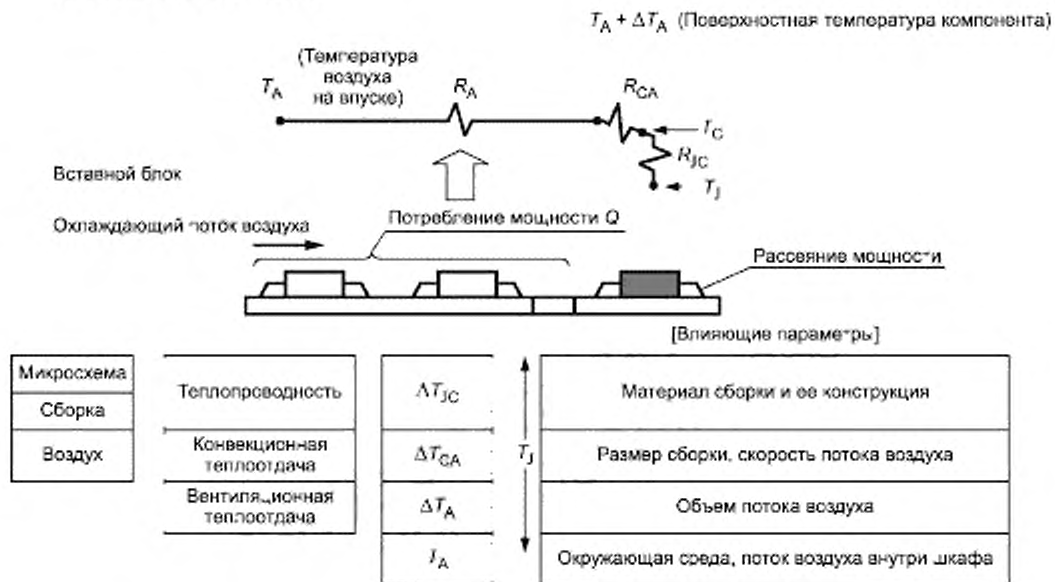 T_A + ΔT_A (Поверхностная температура компонента)
(Температура
воздуха
на впуске)
T_A
R_A
R_CA
T_C
R_JC
T_J
Вставной блок
Охлаждающий поток воздуха
Потребление мощности Q
Рассеяние мощности
[Влияющие параметры]
Микросхема
Сборка
Воздух
Теплопроводность
ΔT_JC
Материал сборки и ее конструкция
Конвекционная
теплоотдача
ΔT_CA
T_J
Размер сборки, скорость потока воздуха
Вентиляционная
теплоотдача
ΔT_A
Объем потока воздуха
T_A
Окружающая среда, поток воздуха внутри шкафа